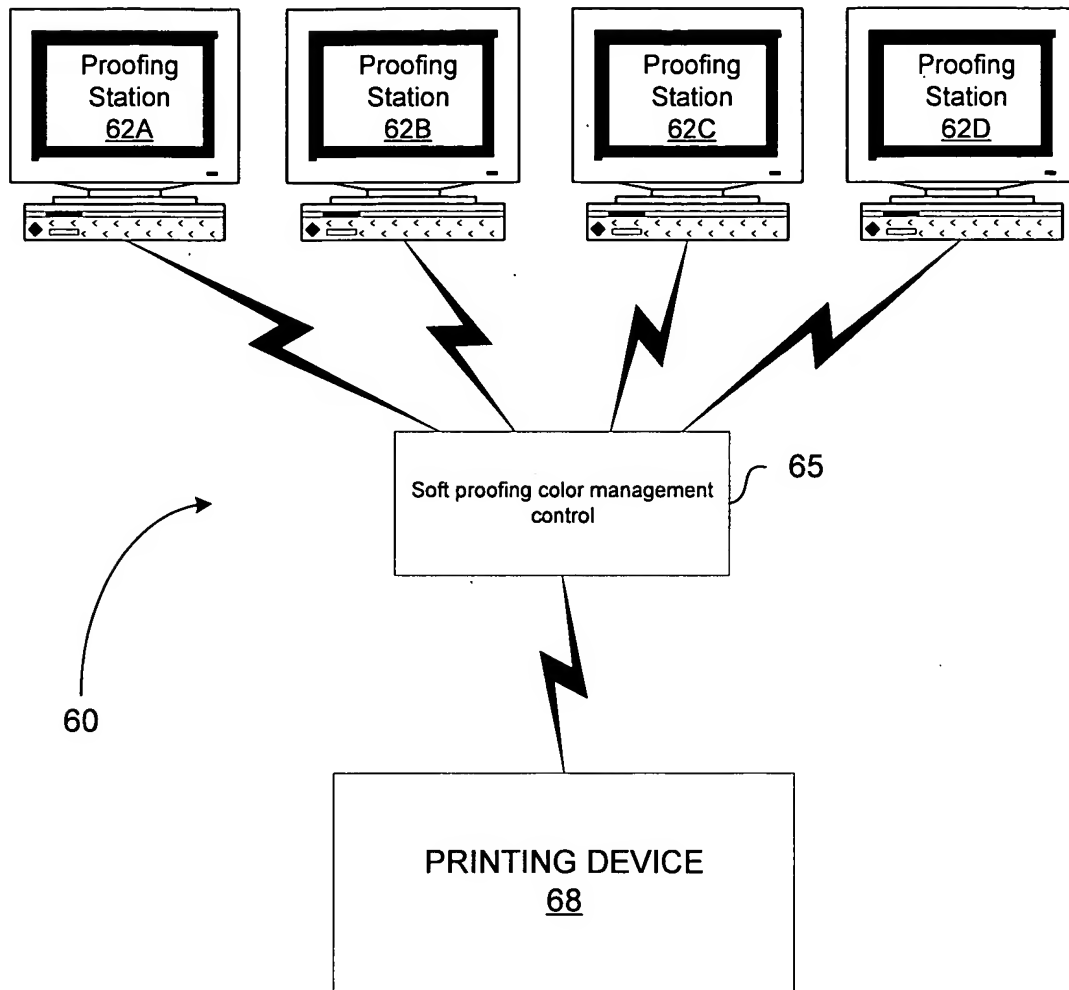 Proofing
Station
62A
Proofing
Station
62B
Proofing
Station
62C
Proofing
Station
62D
Soft proofing color management
control
65
60
PRINTING DEVICE
68